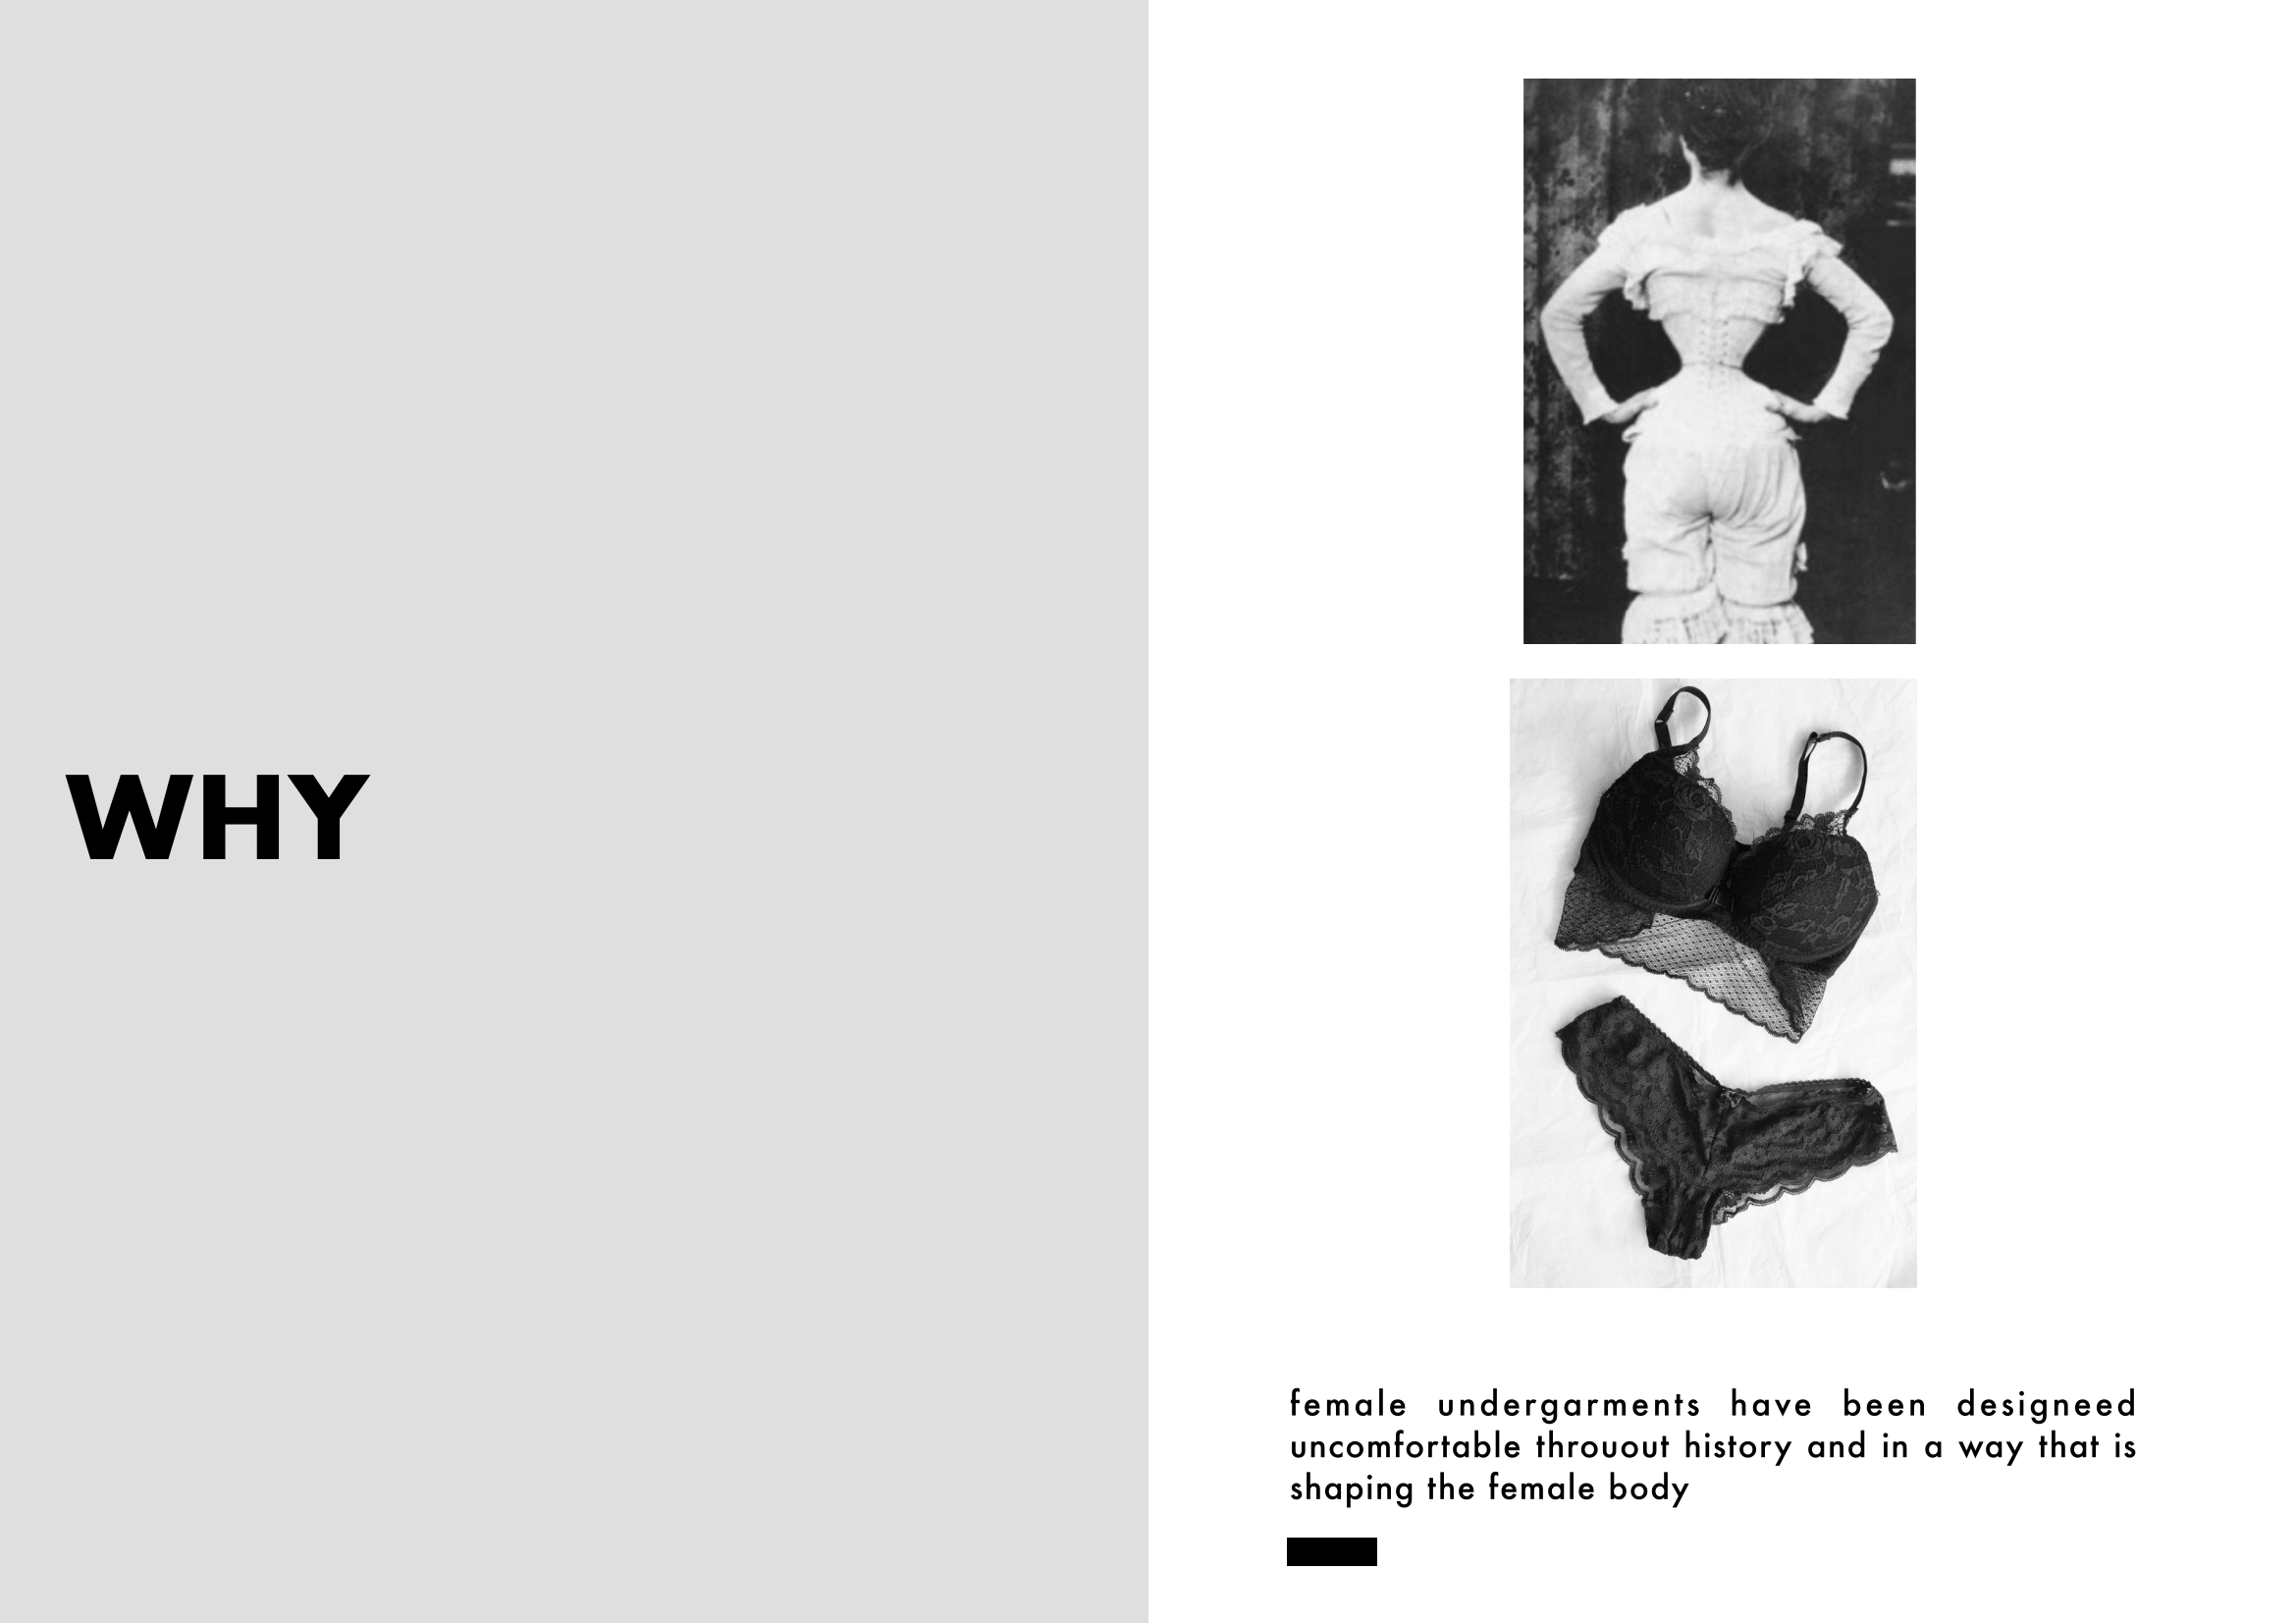 WHY
female undergarments have been designeed
uncomfortable throuout history and in a way that is
shaping the female body